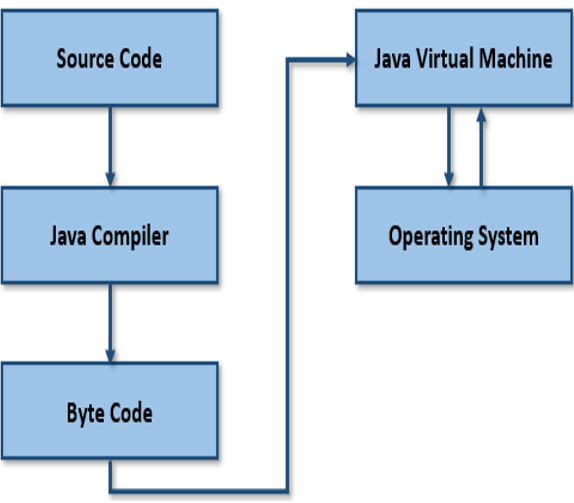 Source Code
Java Compiler
Byte Code
Java Virtual Machine
Operating System